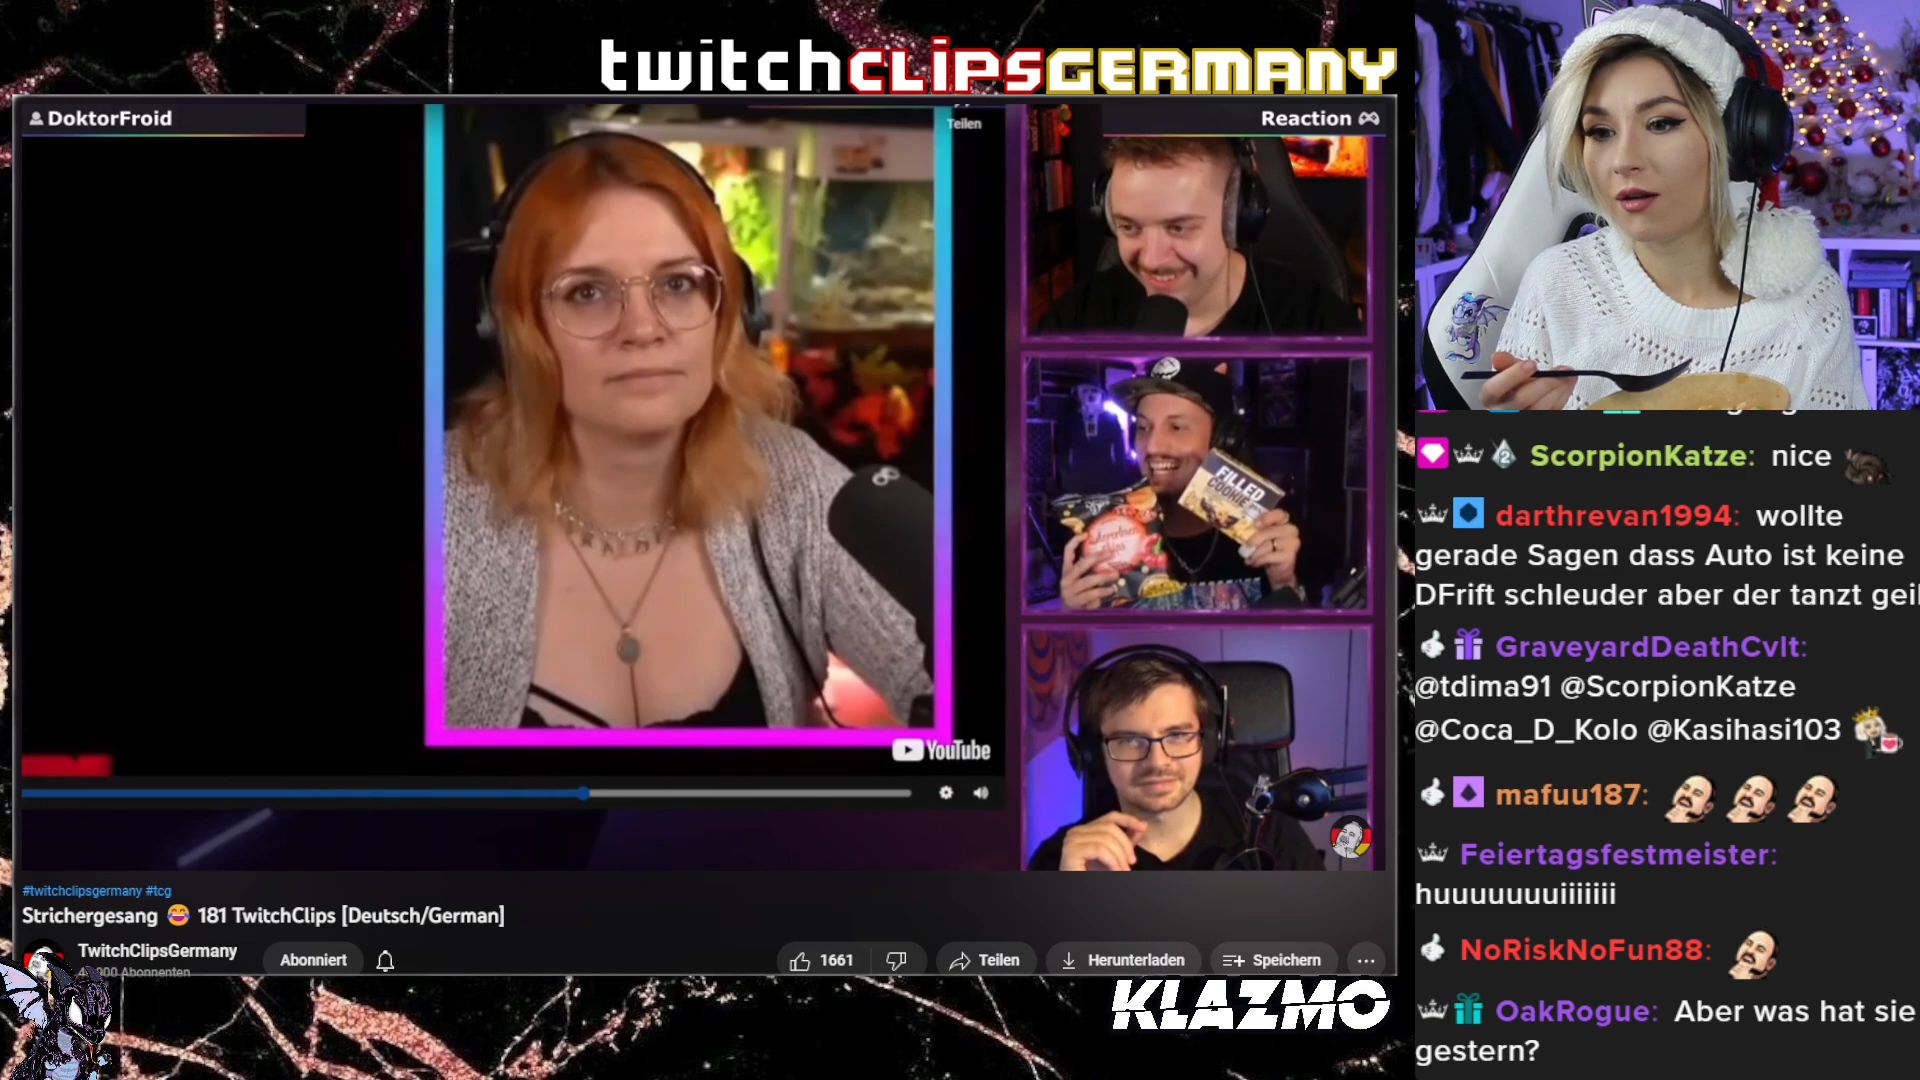 twitchCLIPSGERMANY
DoktorFroid
Teilen
Reaction
FILLED
COOKIE
YouTube
#twitchclipsgermany #tcg
Strichergesang 😂 181 TwitchClips [Deutsch/German]
TwitchClipsGermany
Abonnenten
Abonniert
1661
Teilen
Herunterladen
Speichern
KLAZMO
ScorpionKatze: nice
darthrevan1994: wollte
gerade Sagen dass Auto ist keine
DFrift schleuder aber der tanzt geil
GraveyardDeathCvlt:
@tdima91 @ScorpionKatze
@Coca_D_Kolo @Kasihasi103
mafuu187:
Feiertagsfestmeister:
huuuuuuuiiiiiii
NoRiskNoFun88:
OakRogue: Aber was hat sie
gestern?